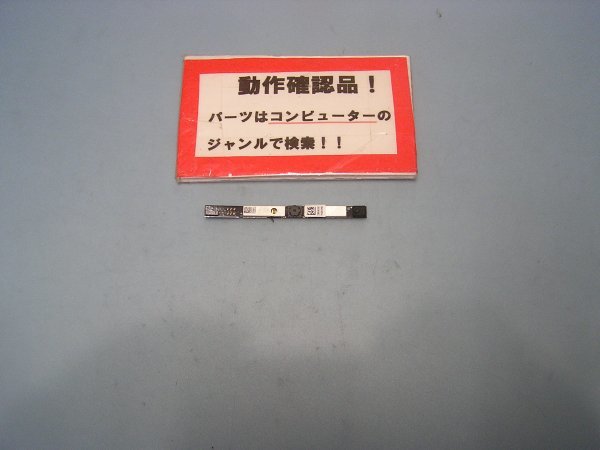 動作確認品！
パーツはコンピューターの
ジャンルで検索！！